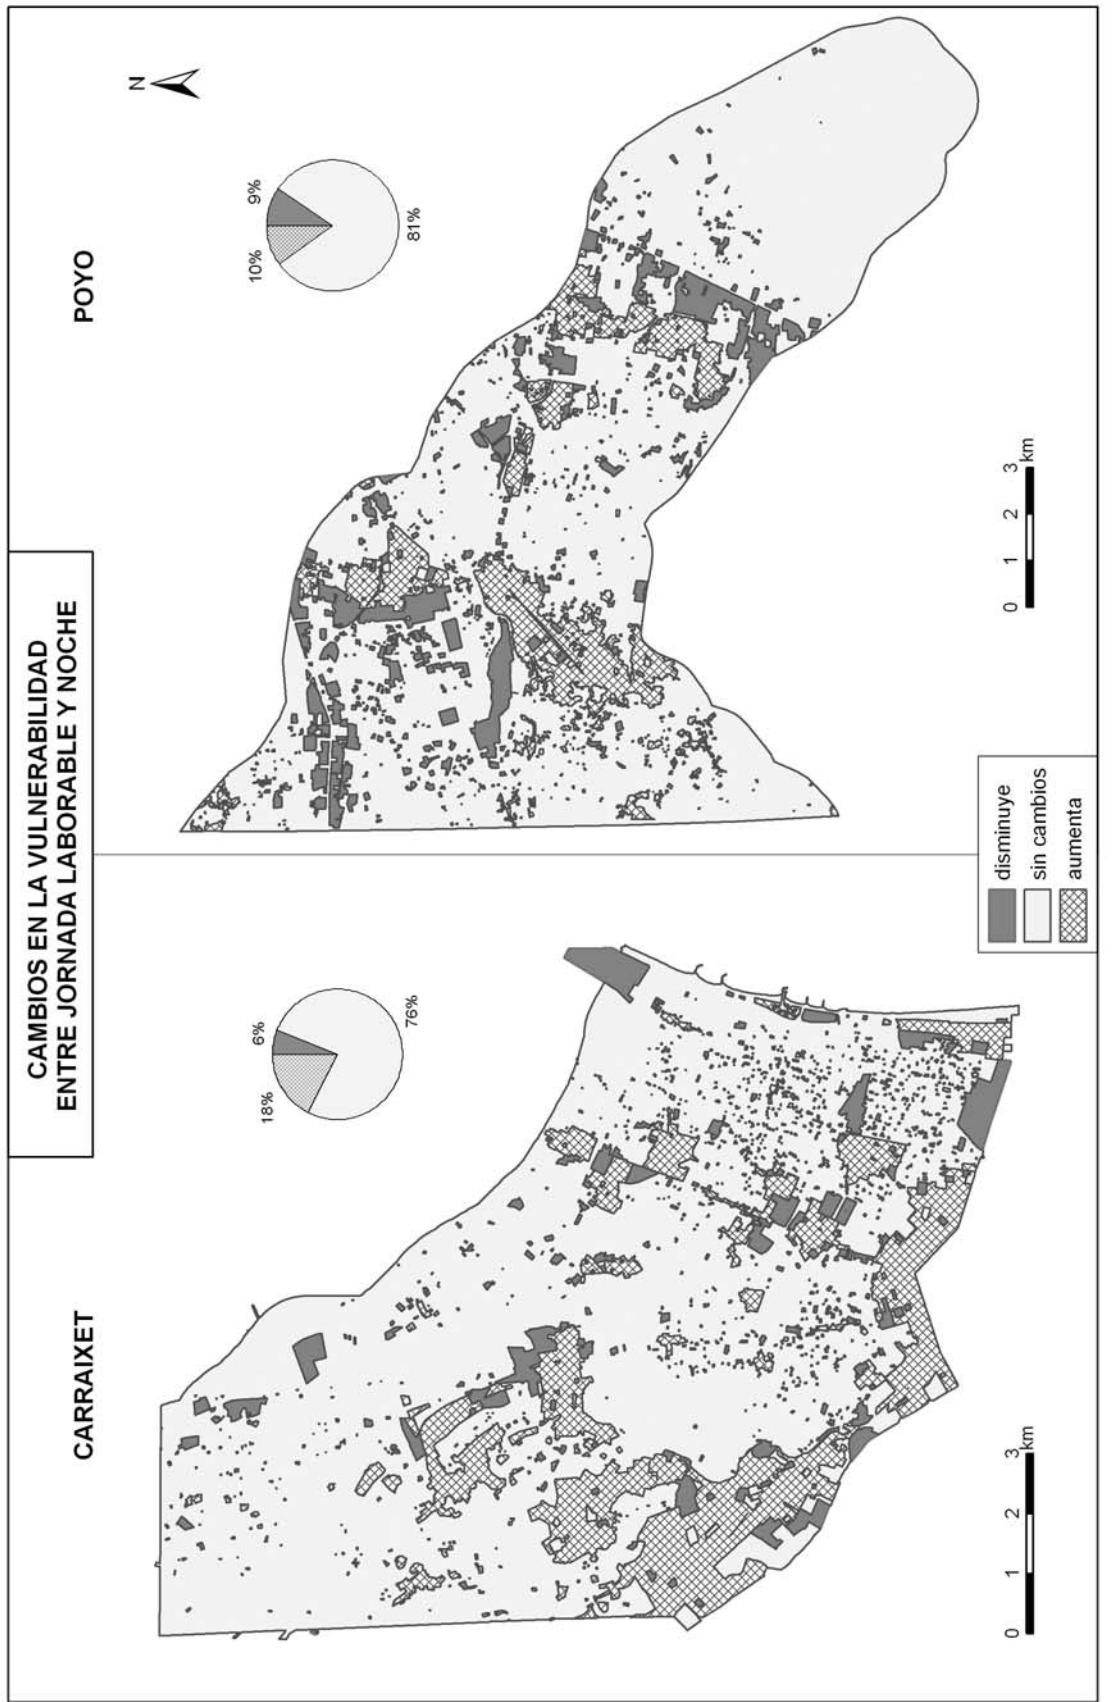 CAMBIOS EN LA VULNERABILIDAD
ENTRE JORNADA LABORABLE Y NOCHE
CARRAIXET
POYO
N
18%
6%
76%
10%
9%
81%
0 1 2 3 km
0 1 2 3 km
disminuye
sin cambios
aumenta